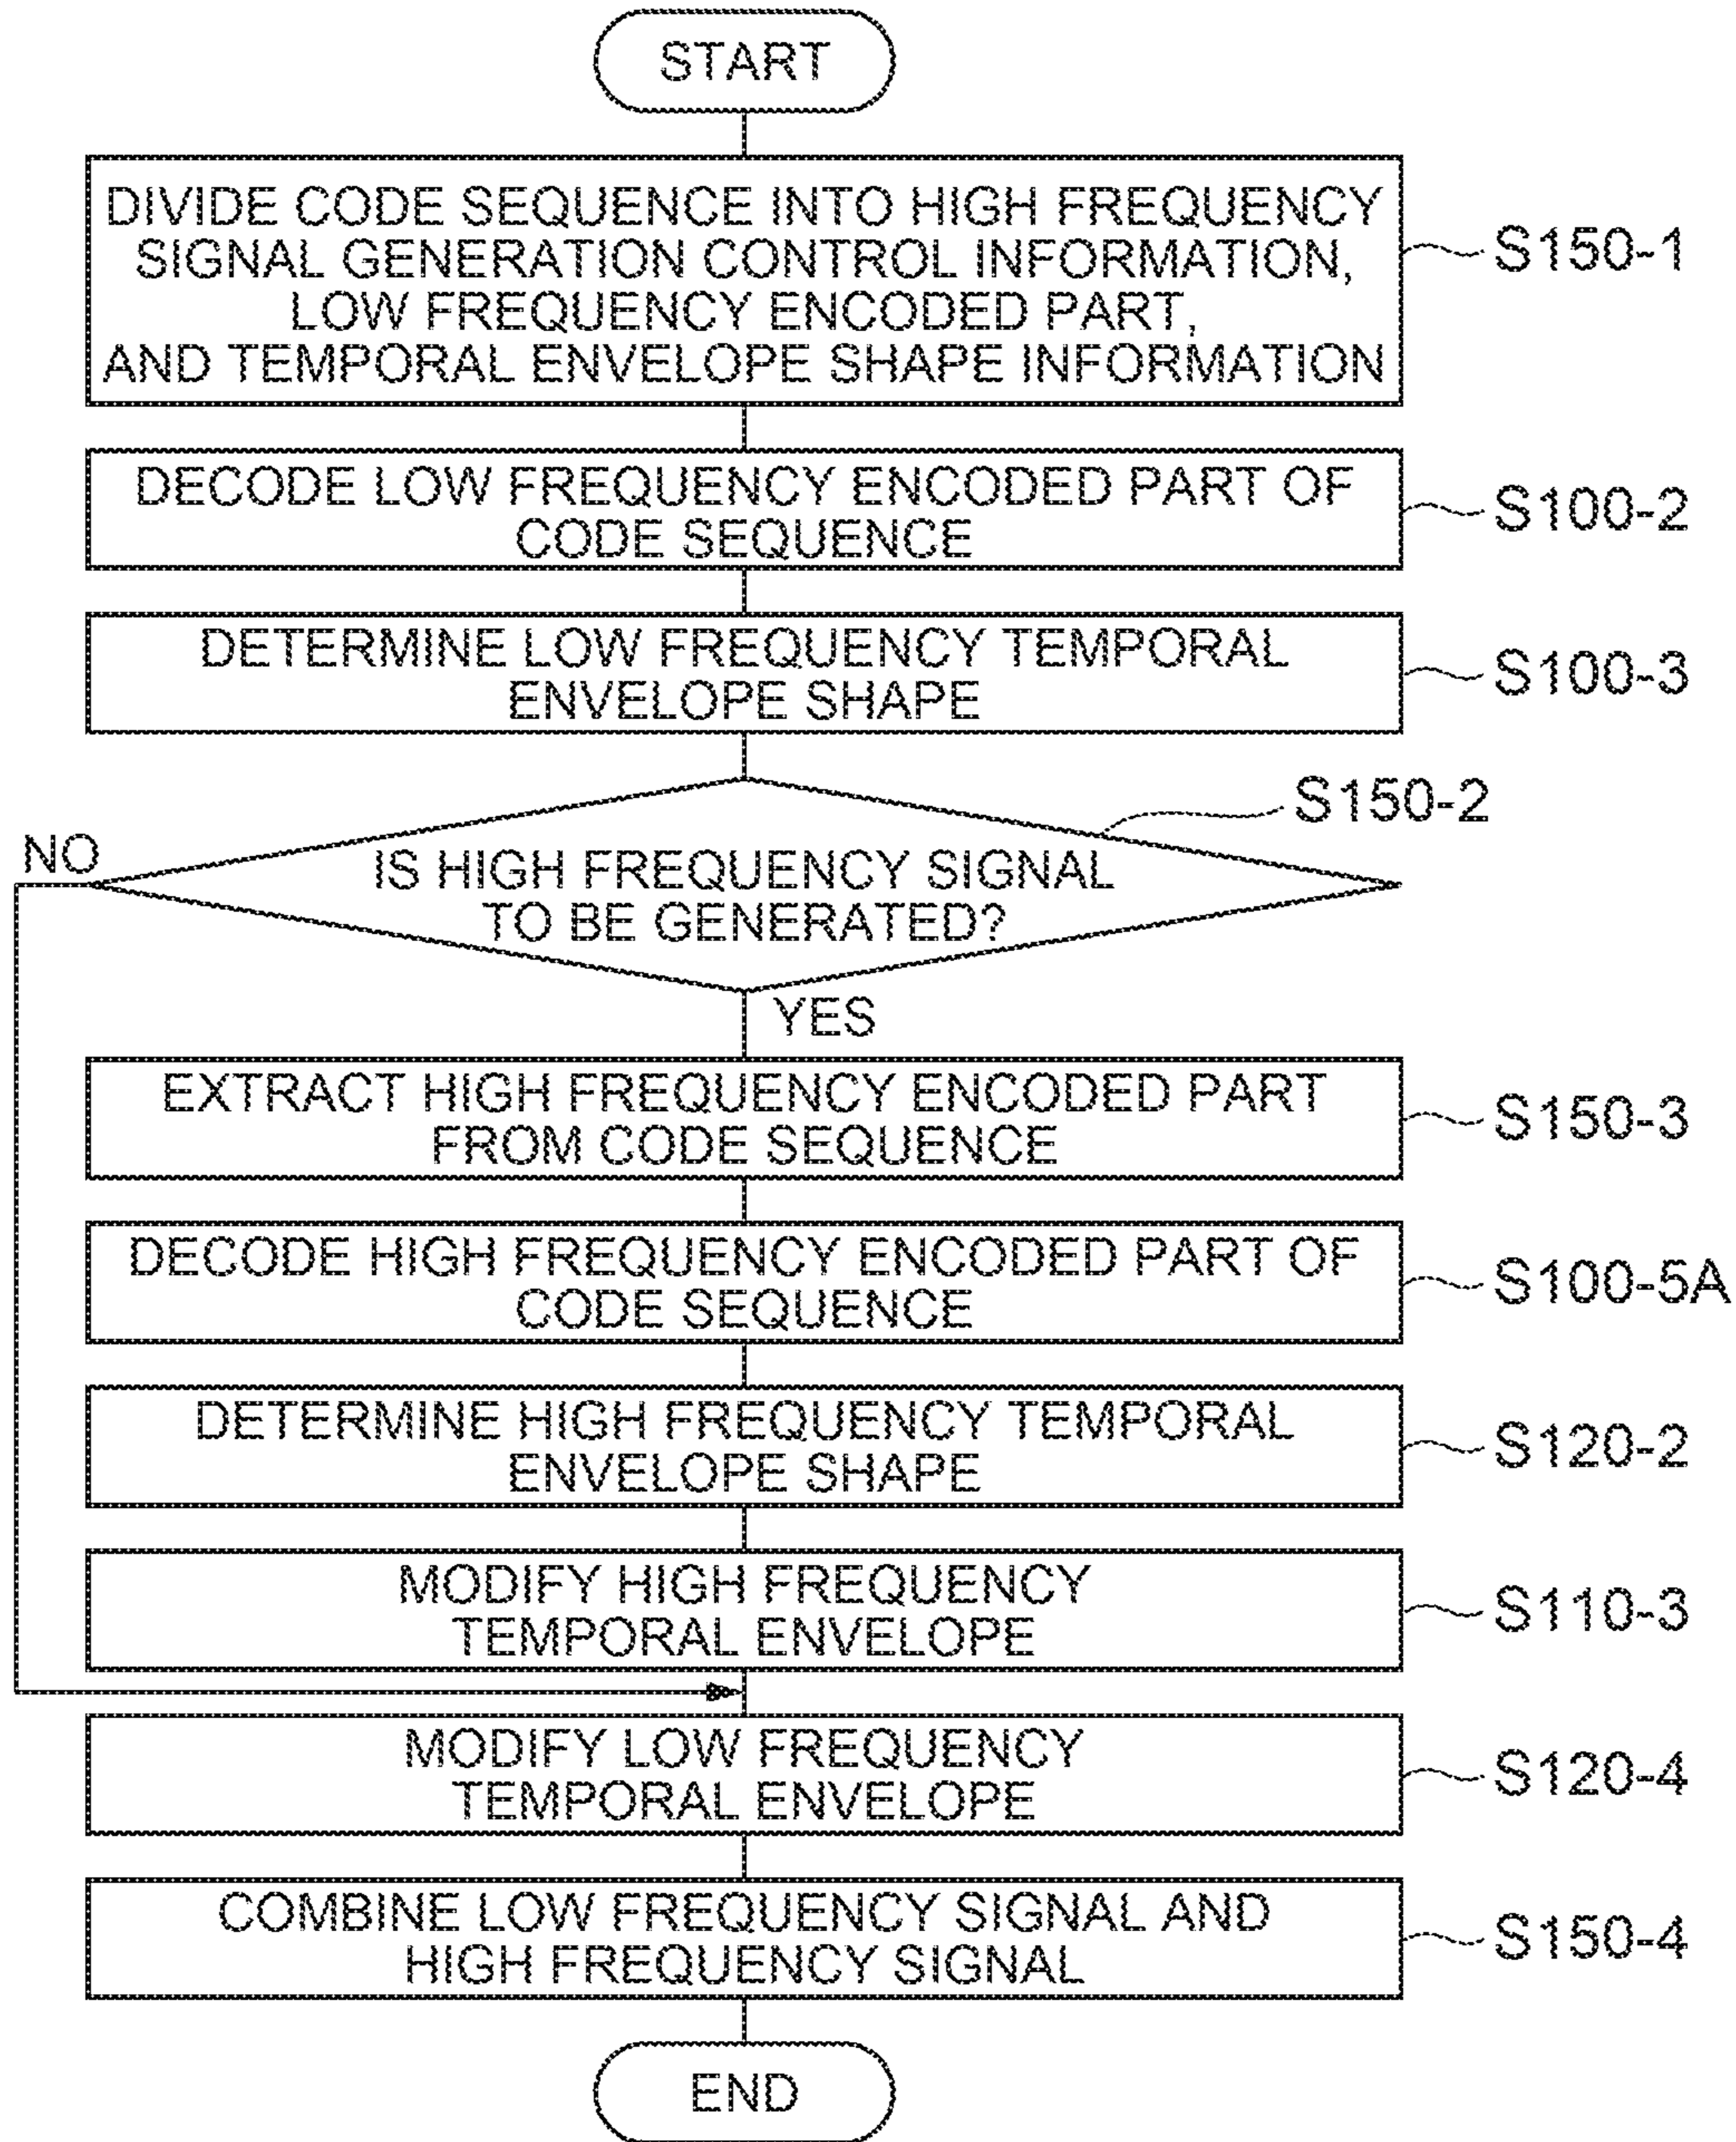 START
DIVIDE CODE SEQUENCE INTO HIGH FREQUENCY
SIGNAL GENERATION CONTROL INFORMATION,
LOW FREQUENCY ENCODED PART,
AND TEMPORAL ENVELOPE SHAPE INFORMATION
S150-1
DECODE LOW FREQUENCY ENCODED PART OF
CODE SEQUENCE
S100-2
DETERMINE LOW FREQUENCY TEMPORAL
ENVELOPE SHAPE
S100-3
S150-2
NO
IS HIGH FREQUENCY SIGNAL
TO BE GENERATED?
YES
EXTRACT HIGH FREQUENCY ENCODED PART
FROM CODE SEQUENCE
S150-3
DECODE HIGH FREQUENCY ENCODED PART OF
CODE SEQUENCE
S100-5A
DETERMINE HIGH FREQUENCY TEMPORAL
ENVELOPE SHAPE
S120-2
MODIFY HIGH FREQUENCY
TEMPORAL ENVELOPE
S110-3
MODIFY LOW FREQUENCY
TEMPORAL ENVELOPE
S120-4
COMBINE LOW FREQUENCY SIGNAL AND
HIGH FREQUENCY SIGNAL
S150-4
END